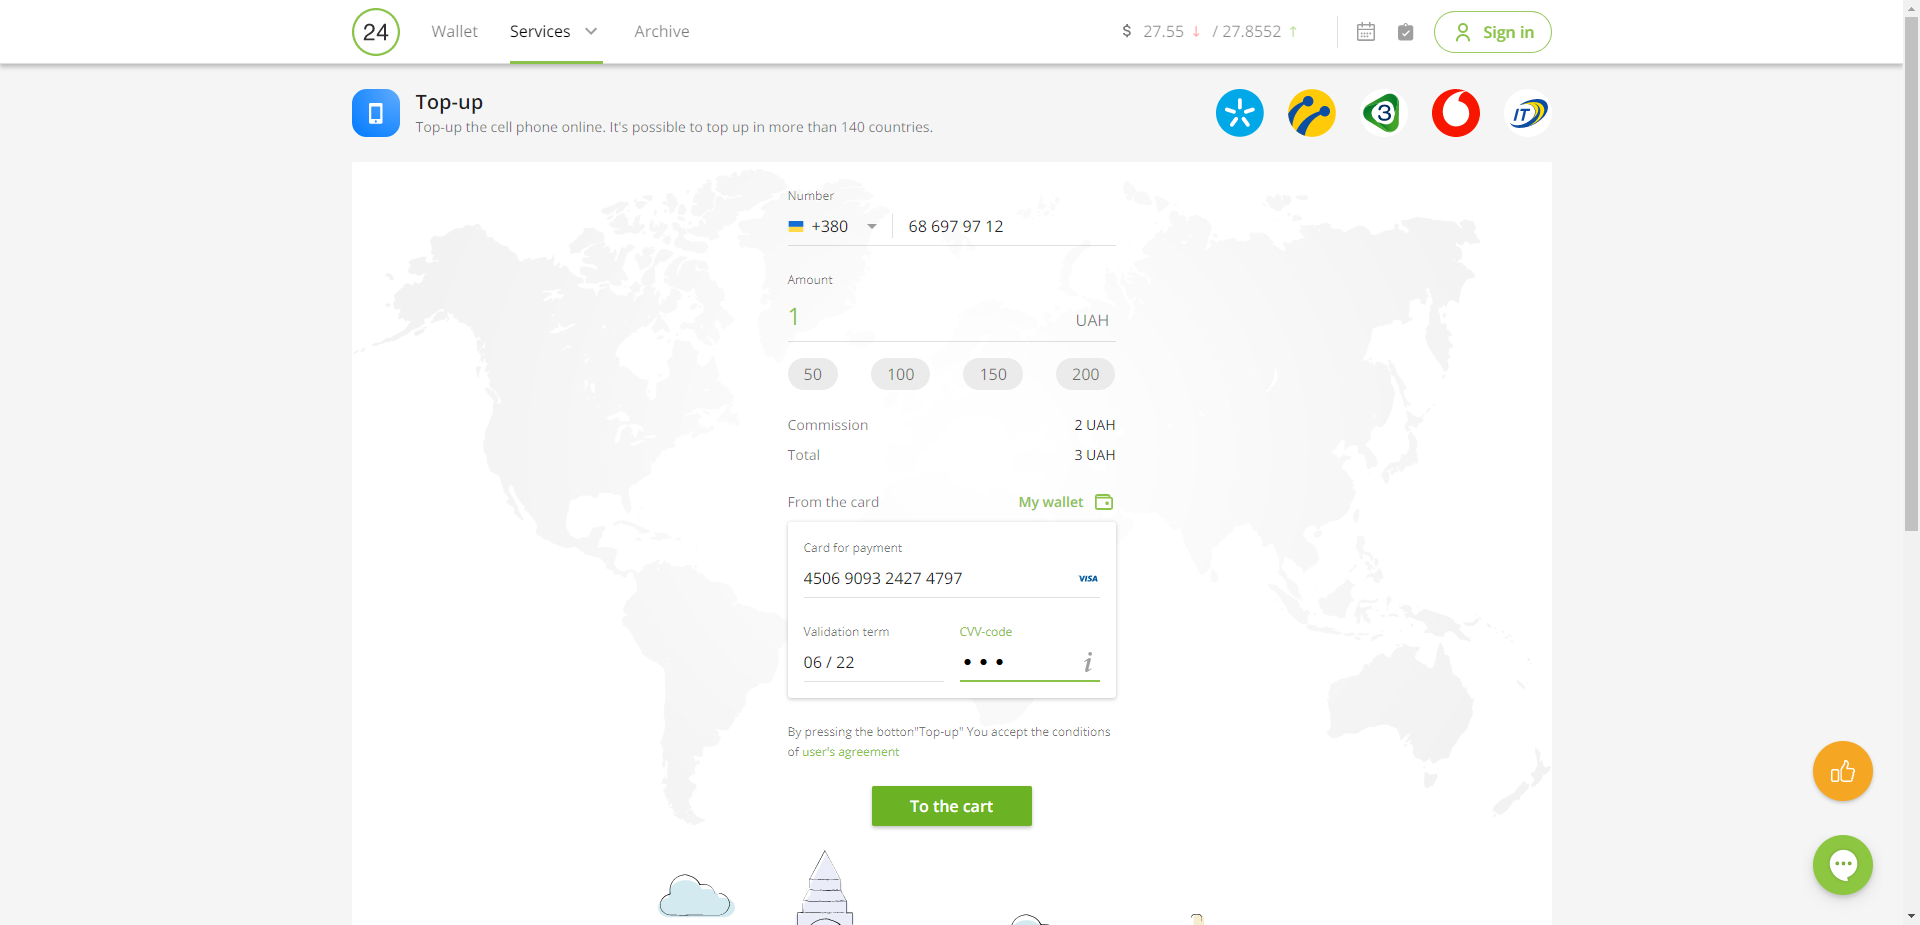 24
Wallet
Services
Archive
$ 27.55 ↓ / 27.8552 ↑
Sign in
Top-up
Top-up the cell phone online. It's possible to top up in more than 140 countries.
3
IT
Number
+380 68 697 97 12
Amount
1 UAH
50 100 150 200
Commission 2 UAH
Total 3 UAH
From the card My wallet
Card for payment
4506 9093 2427 4797 VISA
Validation term CVV-code
06 / 22 • • • i
By pressing the botton"Top-up" You accept the conditions
of user's agreement
To the cart